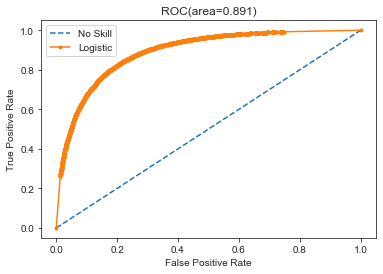 ROC(area=0.891)
No Skill
Logistic
True Positive Rate
1.0
0.8
0.6
0.4
0.2
0.0
0.0 0.2 0.4 0.6 0.8 1.0
False Positive Rate